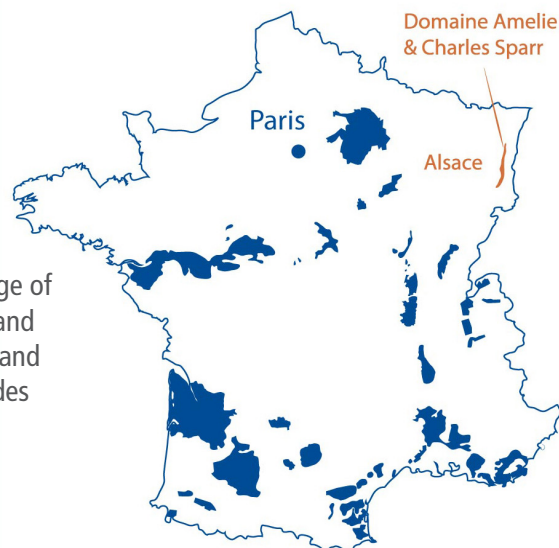 Domaine Amelie
& Charles Sparr
Paris
Alsace
ge of
and
and
des